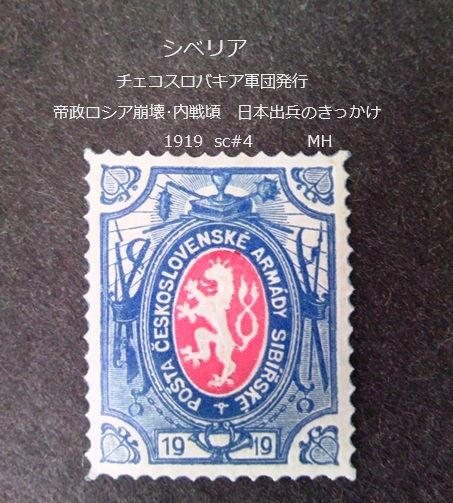 シベリア
チェコスロバキア軍団発行
帝政ロシア崩壊･内戦頃　日本出兵のきっかけ
1919 sc#4 MH
POŠTA ČESKOSLOVENSKÉ ARMÁDY SIBIŘSKÉ
19 19